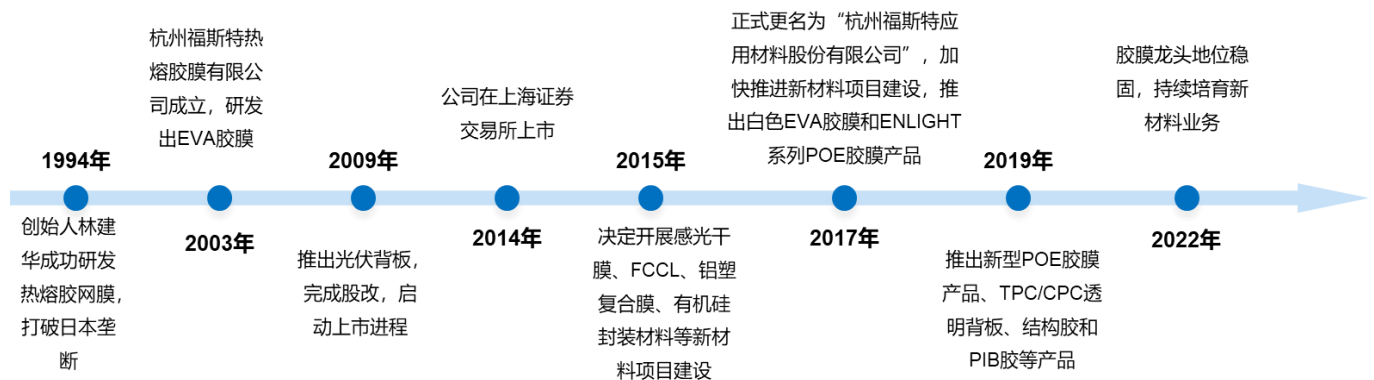 1994年
创始人林建
华成功研发
热熔胶网膜，
打破日本垄
断
杭州福斯特热
熔胶膜有限公
司成立，研发
出EVA胶膜
2003年
2009年
推出光伏背板，
完成股改，启
动上市进程
公司在上海证券
交易所上市
2014年
2015年
决定开展感光干
膜、FCCL、铝塑
复合膜、有机硅
封装材料等新材
料项目建设
正式更名为“杭州福斯特应
用材料股份有限公司”，加
快推进新材料项目建设，推
出白色EVA胶膜和ENLIGHT
系列POE胶膜产品
2017年
2019年
推出新型POE胶膜
产品、TPC/CPC透
明背板、结构胶和
PIB胶等产品
胶膜龙头地位稳
固，持续培育新
材料业务
2022年